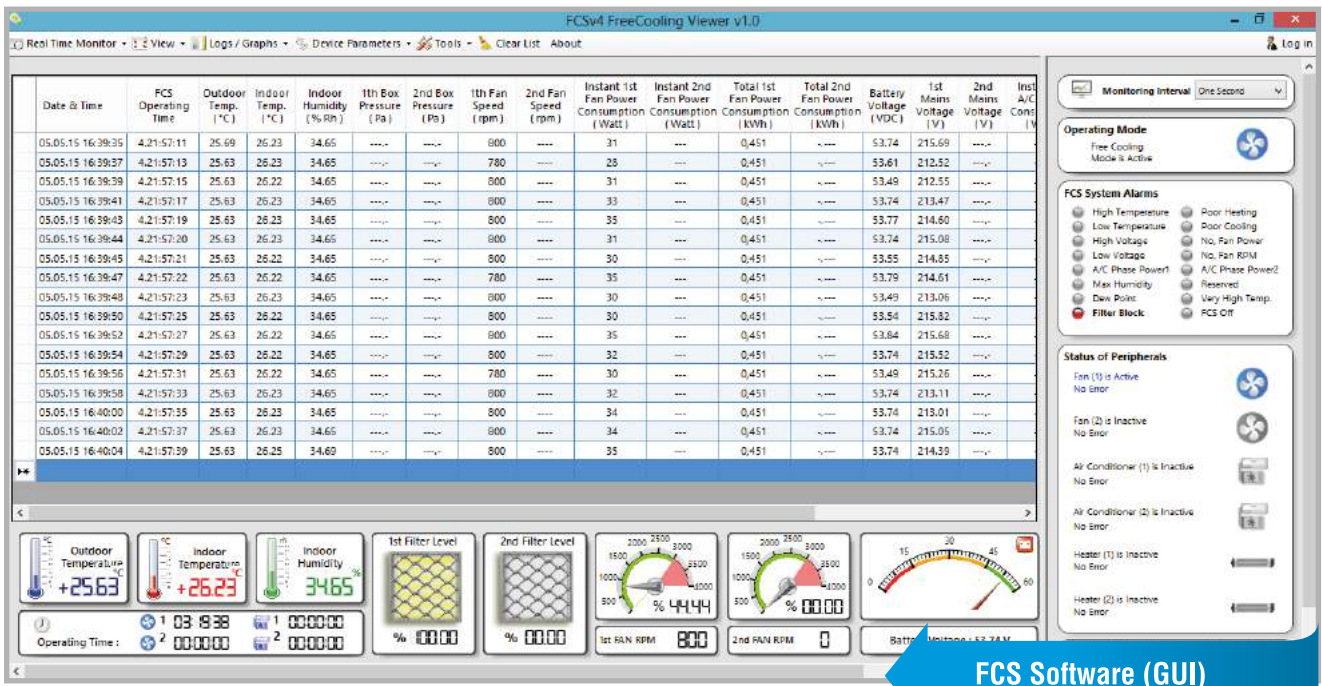 FCSv4 FreeCooling Viewer v1.0
Real Time Monitor View Logs / Graphs Device Parameters Tools Clear List About Log in
Date & Time FCS Operating Time Outdoor Temp. (°C) Indoor Temp. (°C) Indoor Humidity (% Rh) 1th Box Pressure (Pa) 2nd Box Pressure (Pa) 1th Fan Speed (rpm) 2nd Fan Speed (rpm) Instant 1st Fan Power Consumption (Watt) Instant 2nd Fan Power Consumption (Watt) Total 1st Fan Power Consumption (kWh) Total 2nd Fan Power Consumption (kWh) Battery Voltage (VDC) 1st Mains Voltage (V) 2nd Mains Voltage (V) Inst A/C Cons
05.05.15 16:39:35 4.21:57:11 25.69 26.23 34.65 ---,- ---,- 800 ---- 31 --- 0,451 -,--- 53.74 215.69 ---,-
05.05.15 16:39:37 4.21:57:13 25.63 26.23 34.65 ---,- ---,- 780 ---- 28 --- 0,451 -,--- 53.61 212.52 ---,-
05.05.15 16:39:39 4.21:57:15 25.63 26.22 34.65 ---,- ---,- 800 ---- 31 --- 0,451 -,--- 53.49 212.55 ---,-
05.05.15 16:39:41 4.21:57:17 25.63 26.23 34.65 ---,- ---,- 800 ---- 33 --- 0,451 -,--- 53.74 213.47 ---,-
05.05.15 16:39:43 4.21:57:19 25.63 26.23 34.65 ---,- ---,- 800 ---- 35 --- 0,451 -,--- 53.77 214.60 ---,-
05.05.15 16:39:44 4.21:57:20 25.63 26.23 34.65 ---,- ---,- 800 ---- 31 --- 0,451 -,--- 53.74 215.08 ---,-
05.05.15 16:39:45 4.21:57:21 25.63 26.22 34.65 ---,- ---,- 800 ---- 30 --- 0,451 -,--- 53.55 214.85 ---,-
05.05.15 16:39:47 4.21:57:22 25.63 26.22 34.65 ---,- ---,- 780 ---- 35 --- 0,451 -,--- 53.79 214.61 ---,-
05.05.15 16:39:48 4.21:57:23 25.63 26.23 34.65 ---,- ---,- 800 ---- 30 --- 0,451 -,--- 53.49 213.06 ---,-
05.05.15 16:39:50 4.21:57:25 25.63 26.22 34.65 ---,- ---,- 800 ---- 30 --- 0,451 -,--- 53.54 215.82 ---,-
05.05.15 16:39:52 4.21:57:27 25.63 26.22 34.65 ---,- ---,- 800 ---- 35 --- 0,451 -,--- 53.84 215.68 ---,-
05.05.15 16:39:54 4.21:57:29 25.63 26.22 34.65 ---,- ---,- 800 ---- 32 --- 0,451 -,--- 53.74 215.52 ---,-
05.05.15 16:39:56 4.21:57:31 25.63 26.22 34.65 ---,- ---,- 780 ---- 30 --- 0,451 -,--- 53.49 215.26 ---,-
05.05.15 16:39:58 4.21:57:33 25.63 26.23 34.65 ---,- ---,- 800 ---- 32 --- 0,451 -,--- 53.74 213.11 ---,-
05.05.15 16:40:00 4.21:57:35 25.63 26.23 34.65 ---,- ---,- 800 ---- 34 --- 0,451 -,--- 53.74 213.01 ---,-
05.05.15 16:40:02 4.21:57:37 25.63 26.23 34.65 ---,- ---,- 800 ---- 34 --- 0,451 -,--- 53.74 215.05 ---,-
05.05.15 16:40:04 4.21:57:39 25.63 26.25 34.69 ---,- ---,- 800 ---- 35 --- 0,451 -,--- 53.74 214.39 ---,-
Monitoring Interval One Second
Operating Mode
Free Cooling
Mode is Active
FCS System Alarms
High Temperature Poor Heating
Low Temperature Poor Cooling
High Voltage No, Fan Power
Low Voltage No, Fan RPM
A/C Phase Power1 A/C Phase Power2
Max Humidity Reserved
Dew Point Very High Temp.
Filter Block FCS Off
Status of Peripherals
Fan (1) is Active
No Error
Fan (2) is Inactive
No Error
Air Conditioner (1) is Inactive
No Error
Air Conditioner (2) is Inactive
No Error
Heater (1) is Inactive
No Error
Heater (2) is Inactive
No Error
Outdoor Temperature °C +25.63
Indoor Temperature °C +26.23
Indoor Humidity % 34.65
1st Filter Level
% 100.00
2nd Filter Level
% 00.00
500 1000 1500 2000 2500 3000 3500 4000
% 44.44
1st FAN RPM 800
500 1000 1500 2000 2500 3000 3500 4000
% 00.00
2nd FAN RPM 0
0 15 30 45 60
Operating Time :
1 1 00:00:00
2 00:00:00 2 00:00:00
FCS Software (GUI)